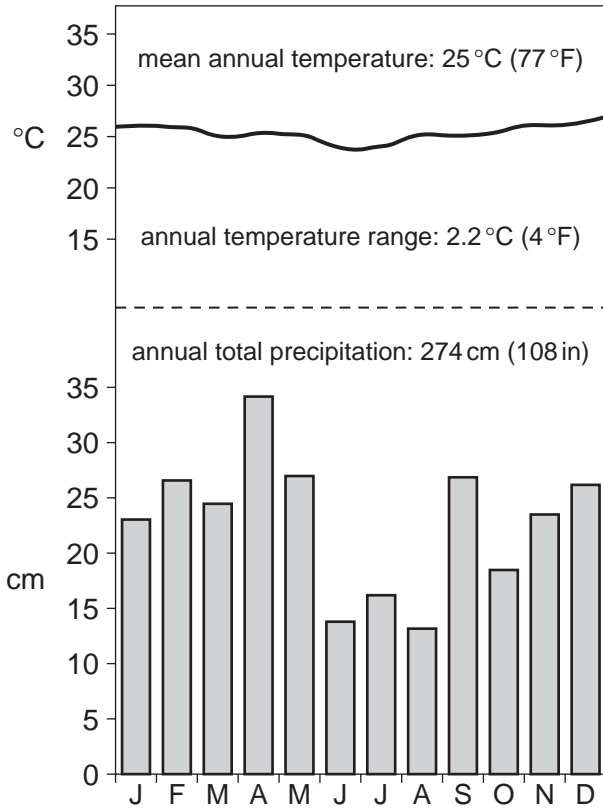 35
mean annual temperature: 25 °C (77 °F)
30
°C
25
20
15
annual temperature range: 2.2 °C (4 °F)
annual total precipitation: 274 cm (108 in)
35
30
25
20
cm
15
10
5
0
J F M A M J J A S O N D